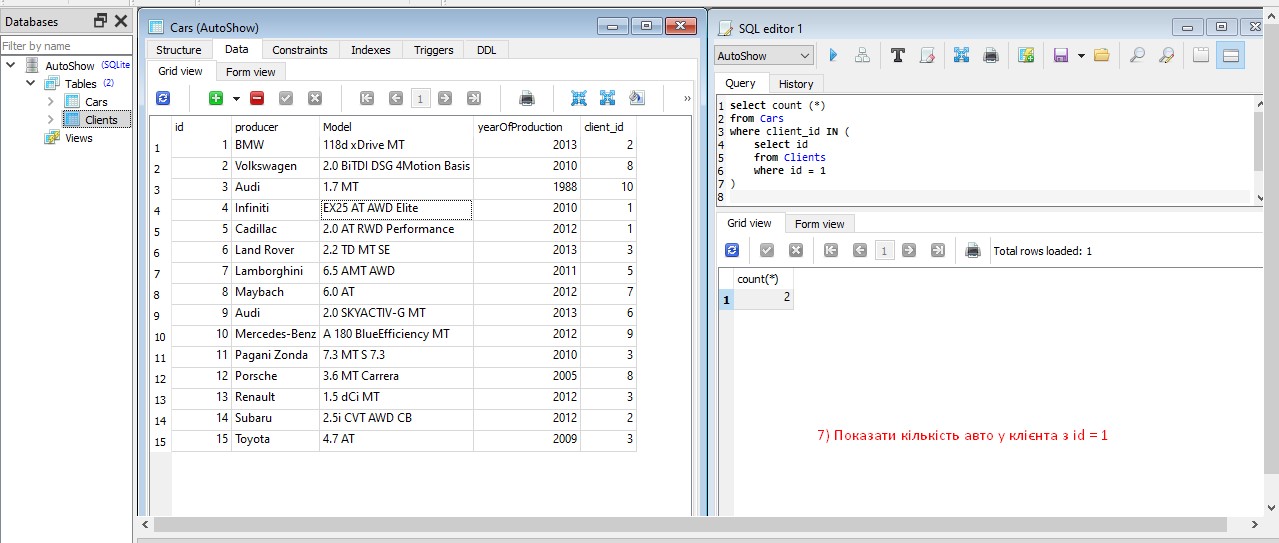 Databases
Filter by name
AutoShow (SQLite
Tables (2)
Cars
Clients
Views
Cars (AutoShow)
Structure Data Constraints Indexes Triggers DDL
Grid view Form view
1
»
id producer Model yearOfProduction client_id
1 1 BMW 118d xDrive MT 2013 2
2 2 Volkswagen 2.0 BiTDI DSG 4Motion Basis 2010 8
3 3 Audi 1.7 MT 1988 10
4 4 Infiniti EX25 AT AWD Elite 2010 1
5 5 Cadillac 2.0 AT RWD Performance 2012 1
6 6 Land Rover 2.2 TD MT SE 2013 3
7 7 Lamborghini 6.5 AMT AWD 2011 5
8 8 Maybach 6.0 AT 2012 7
9 9 Audi 2.0 SKYACTIV-G MT 2013 6
10 10 Mercedes-Benz A 180 BlueEfficiency MT 2012 9
11 11 Pagani Zonda 7.3 MT S 7.3 2010 3
12 12 Porsche 3.6 MT Carrera 2005 8
13 13 Renault 1.5 dCi MT 2012 3
14 14 Subaru 2.5i CVT AWD CB 2012 2
15 15 Toyota 4.7 AT 2009 3
SQL editor 1
AutoShow
Query History
1 select count (*)
2 from Cars
3 where client_id IN (
4 select id
5 from Clients
6 where id = 1
7 )
8
Grid view Form view
1 Total rows loaded: 1
count(*)
1 2
7) Показати кількість авто у клієнта з id = 1